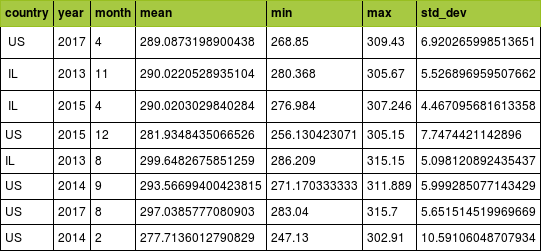 country year month mean min max std_dev
US 2017 4 289.0873198900438 268.85 309.43 6.920265998513651
IL 2013 11 290.0220528935104 280.368 305.67 5.526896959507662
IL 2015 4 290.0203029840284 276.984 307.246 4.467095681613358
US 2015 12 281.9348435066526 256.130423071 305.15 7.7474421142896
IL 2013 8 299.6482675851259 286.209 315.15 5.098120892435437
US 2014 9 293.56699400423815 271.170333333 311.889 5.999285077143429
US 2017 8 297.0385777080903 283.04 315.7 5.651514519969669
US 2014 2 277.7136012790829 247.13 302.91 10.59106048707934